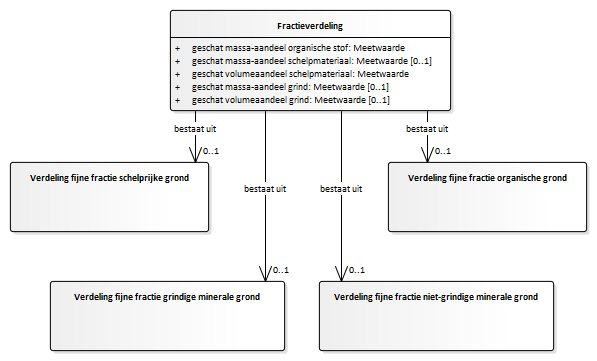 Fractieverdeling
+ geschat massa-aandeel organische stof: Meetwaarde
+ geschat massa-aandeel schelpmateriaal: Meetwaarde [0..1]
+ geschat volumeaandeel schelpmateriaal: Meetwaarde
+ geschat massa-aandeel grind: Meetwaarde [0..1]
+ geschat volumeaandeel grind: Meetwaarde [0..1]
bestaat uit
bestaat uit
0..1
0..1
Verdeling fijne fractie schelprijke grond
Verdeling fijne fractie organische grond
bestaat uit
bestaat uit
0..1
0..1
Verdeling fijne fractie grindige minerale grond
Verdeling fijne fractie niet-grindige minerale grond